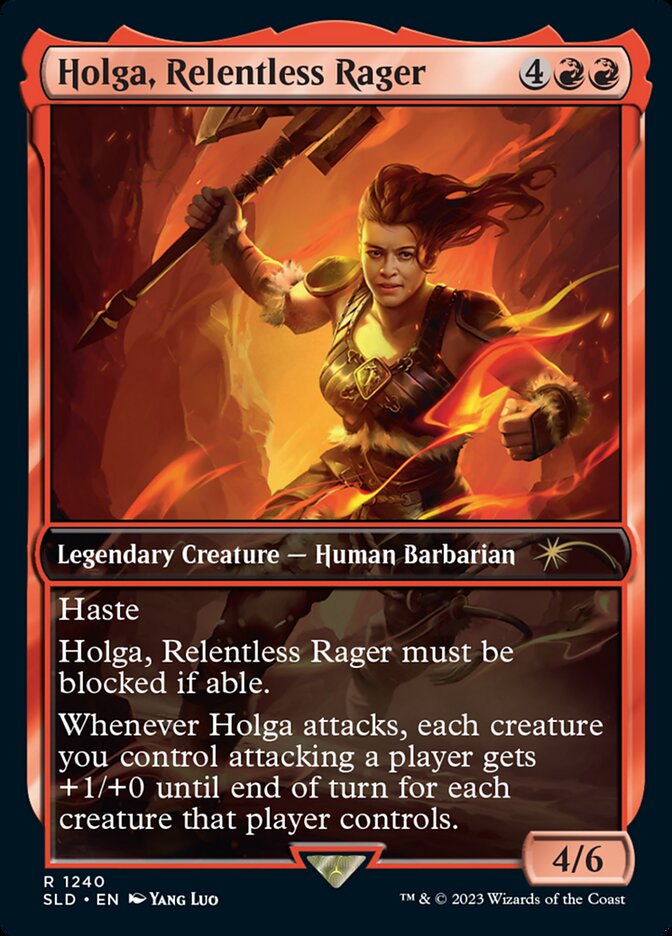 Holga, Relentless Rager 4
Legendary Creature — Human Barbarian
Haste
Holga, Relentless Rager must be
blocked if able.
Whenever Holga attacks, each creature
you control attacking a player gets
+1/+0 until end of turn for each
creature that player controls.
4/6
R 1240
SLD • EN Yang Luo
™ & © 2023 Wizards of the Coast